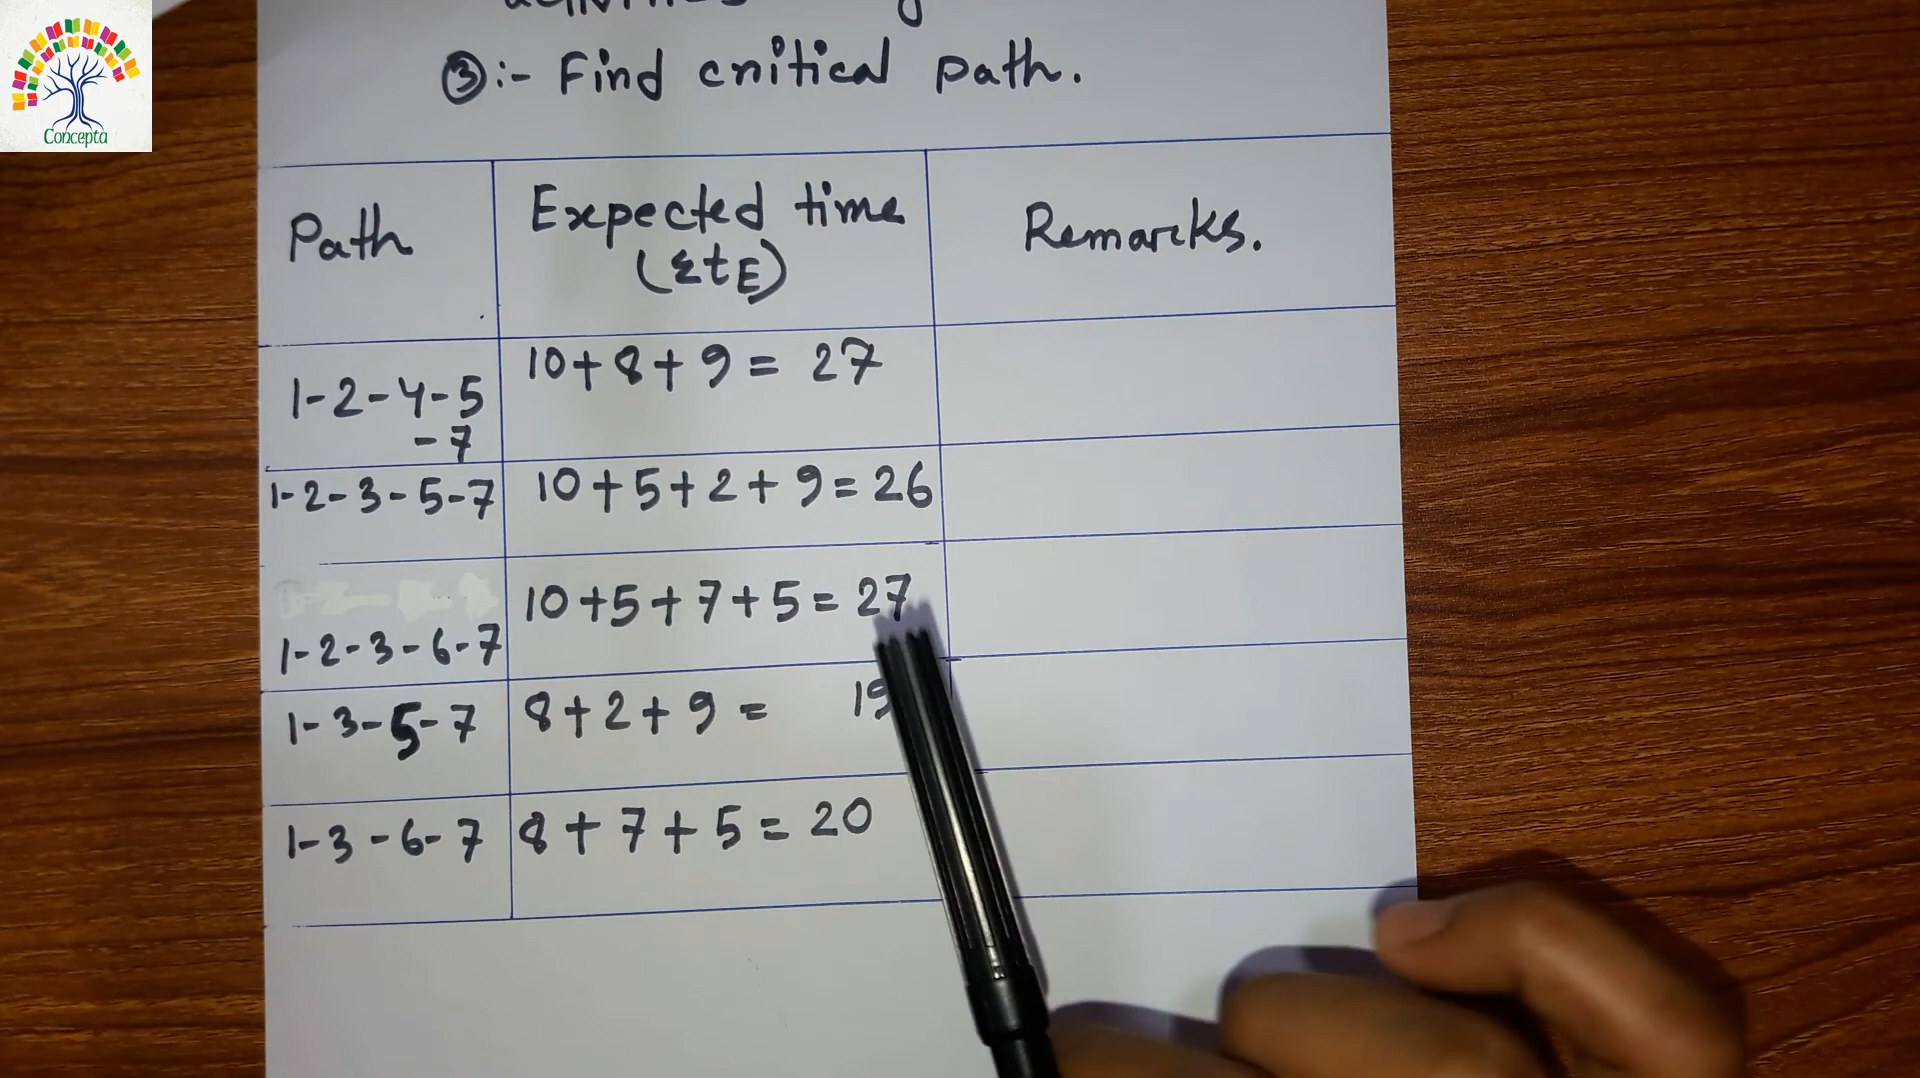 Concepta
③:- Find critical path.
Path
Expected time
(ΣtE)
Remarks.
1-2-4-5
-7
10+8+9= 27
1-2-3-5-7
10+5+2+9=26
1-2-3-6-7
10+5+7+5=27
1-3-5-7
8+2+9= 19
1-3-6-7
8+7+5=20